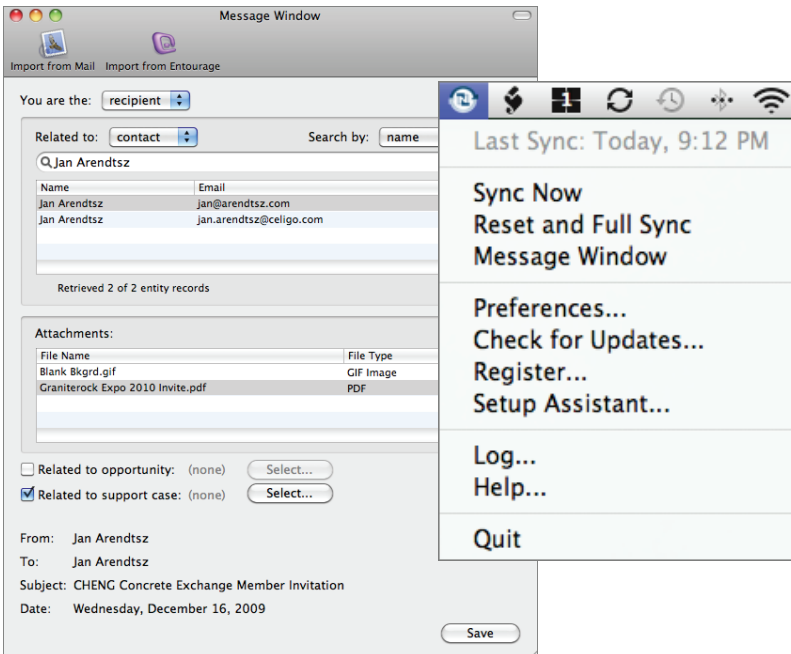 Message Window
Import from Mail Import from Entourage
You are the: recipient
Related to: contact Search by: name
Jan Arendtsz
Name Email
Jan Arendtsz jan@arendtsz.com
Jan Arendtsz jan.arendtsz@celigo.com
Retrieved 2 of 2 entity records
Attachments:
File Name File Type
Blank Bkgrd.gif GIF Image
Graniterock Expo 2010 Invite.pdf PDF
Related to opportunity: (none) Select...
Related to support case: (none) Select...
From: Jan Arendtsz
To: Jan Arendtsz
Subject: CHENG Concrete Exchange Member Invitation
Date: Wednesday, December 16, 2009
Save
1
Last Sync: Today, 9:12 PM
Sync Now
Reset and Full Sync
Message Window
Preferences...
Check for Updates...
Register...
Setup Assistant...
Log...
Help...
Quit